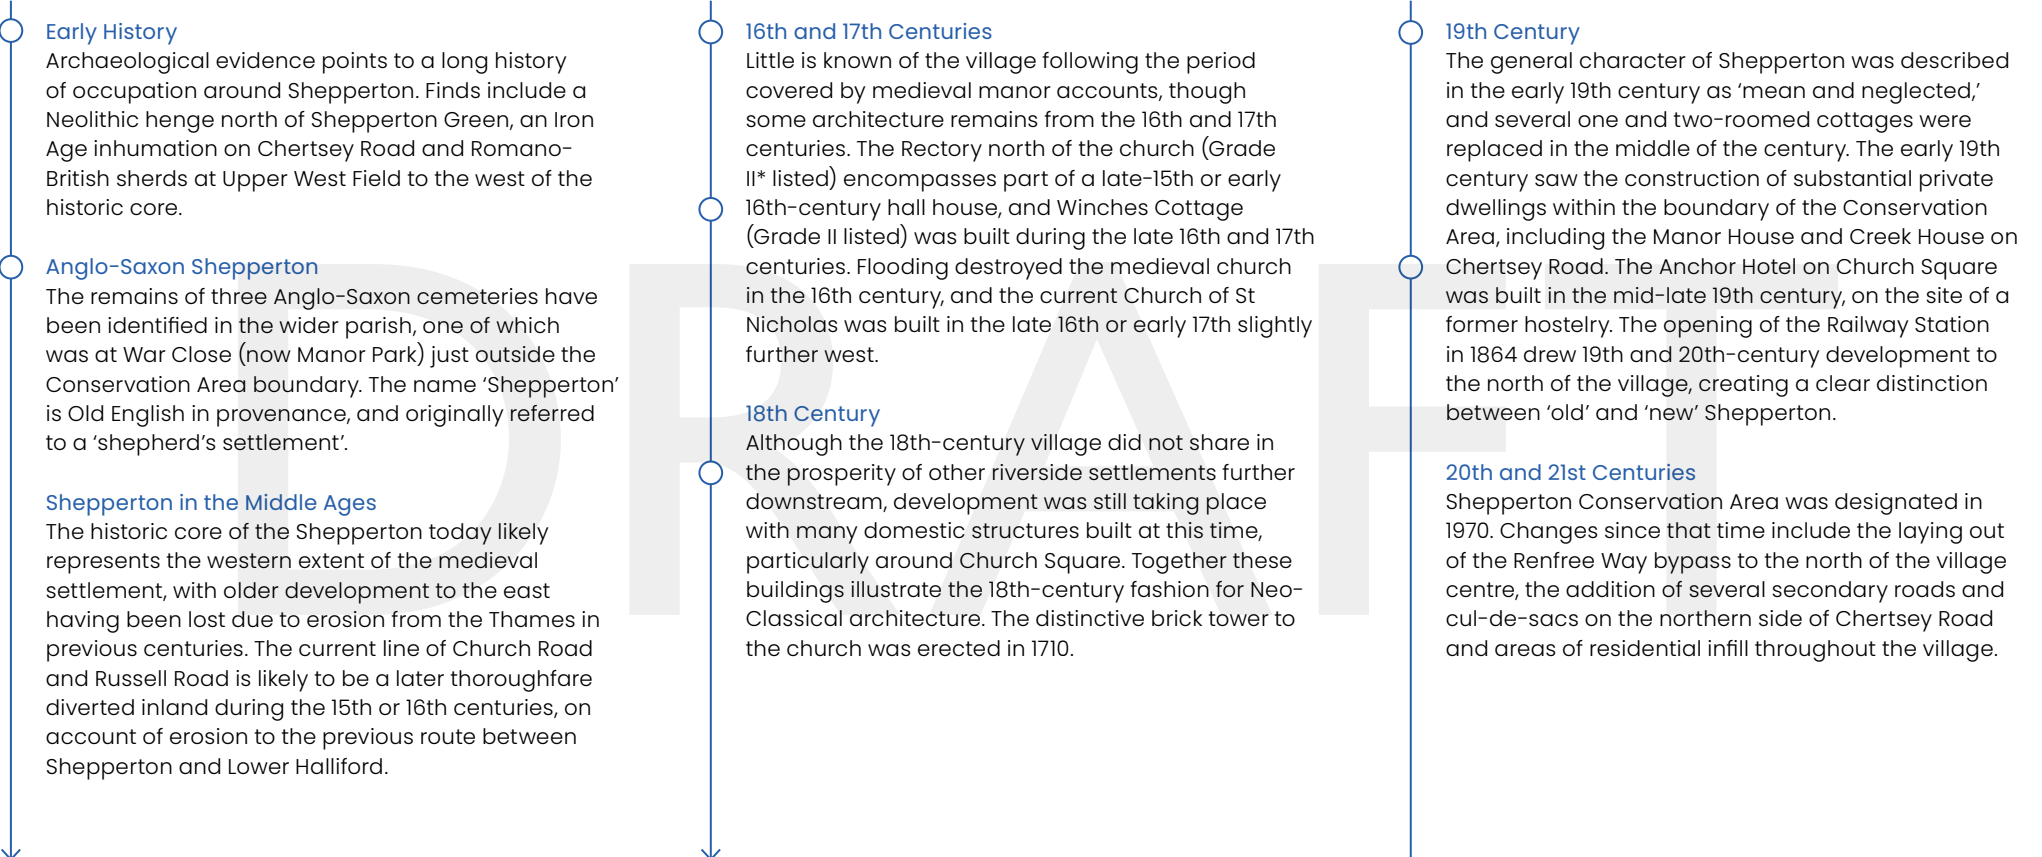 Early History
Archaeological evidence points to a long history
of occupation around Shepperton. Finds include a
Neolithic henge north of Shepperton Green, an Iron
Age inhumation on Chertsey Road and Romano-
British sherds at Upper West Field to the west of the
historic core.
Anglo-Saxon Shepperton
The remains of three Anglo-Saxon cemeteries have
been identified in the wider parish, one of which
was at War Close (now Manor Park) just outside the
Conservation Area boundary. The name ‘Shepperton’
is Old English in provenance, and originally referred
to a ‘shepherd’s settlement’.
Shepperton in the Middle Ages
The historic core of the Shepperton today likely
represents the western extent of the medieval
settlement, with older development to the east
having been lost due to erosion from the Thames in
previous centuries. The current line of Church Road
and Russell Road is likely to be a later thoroughfare
diverted inland during the 15th or 16th centuries, on
account of erosion to the previous route between
Shepperton and Lower Halliford.
16th and 17th Centuries
Little is known of the village following the period
covered by medieval manor accounts, though
some architecture remains from the 16th and 17th
centuries. The Rectory north of the church (Grade
II* listed) encompasses part of a late-15th or early
16th-century hall house, and Winches Cottage
(Grade II listed) was built during the late 16th and 17th
centuries. Flooding destroyed the medieval church
in the 16th century, and the current Church of St
Nicholas was built in the late 16th or early 17th slightly
further west.
18th Century
Although the 18th-century village did not share in
the prosperity of other riverside settlements further
downstream, development was still taking place
with many domestic structures built at this time,
particularly around Church Square. Together these
buildings illustrate the 18th-century fashion for Neo-
Classical architecture. The distinctive brick tower to
the church was erected in 1710.
19th Century
The general character of Shepperton was described
in the early 19th century as ‘mean and neglected,’
and several one and two-roomed cottages were
replaced in the middle of the century. The early 19th
century saw the construction of substantial private
dwellings within the boundary of the Conservation
Area, including the Manor House and Creek House on
Chertsey Road. The Anchor Hotel on Church Square
was built in the mid-late 19th century, on the site of a
former hostelry. The opening of the Railway Station
in 1864 drew 19th and 20th-century development to
the north of the village, creating a clear distinction
between ‘old’ and ‘new’ Shepperton.
20th and 21st Centuries
Shepperton Conservation Area was designated in
1970. Changes since that time include the laying out
of the Renfree Way bypass to the north of the village
centre, the addition of several secondary roads and
cul-de-sacs on the northern side of Chertsey Road
and areas of residential infill throughout the village.
DRAFT